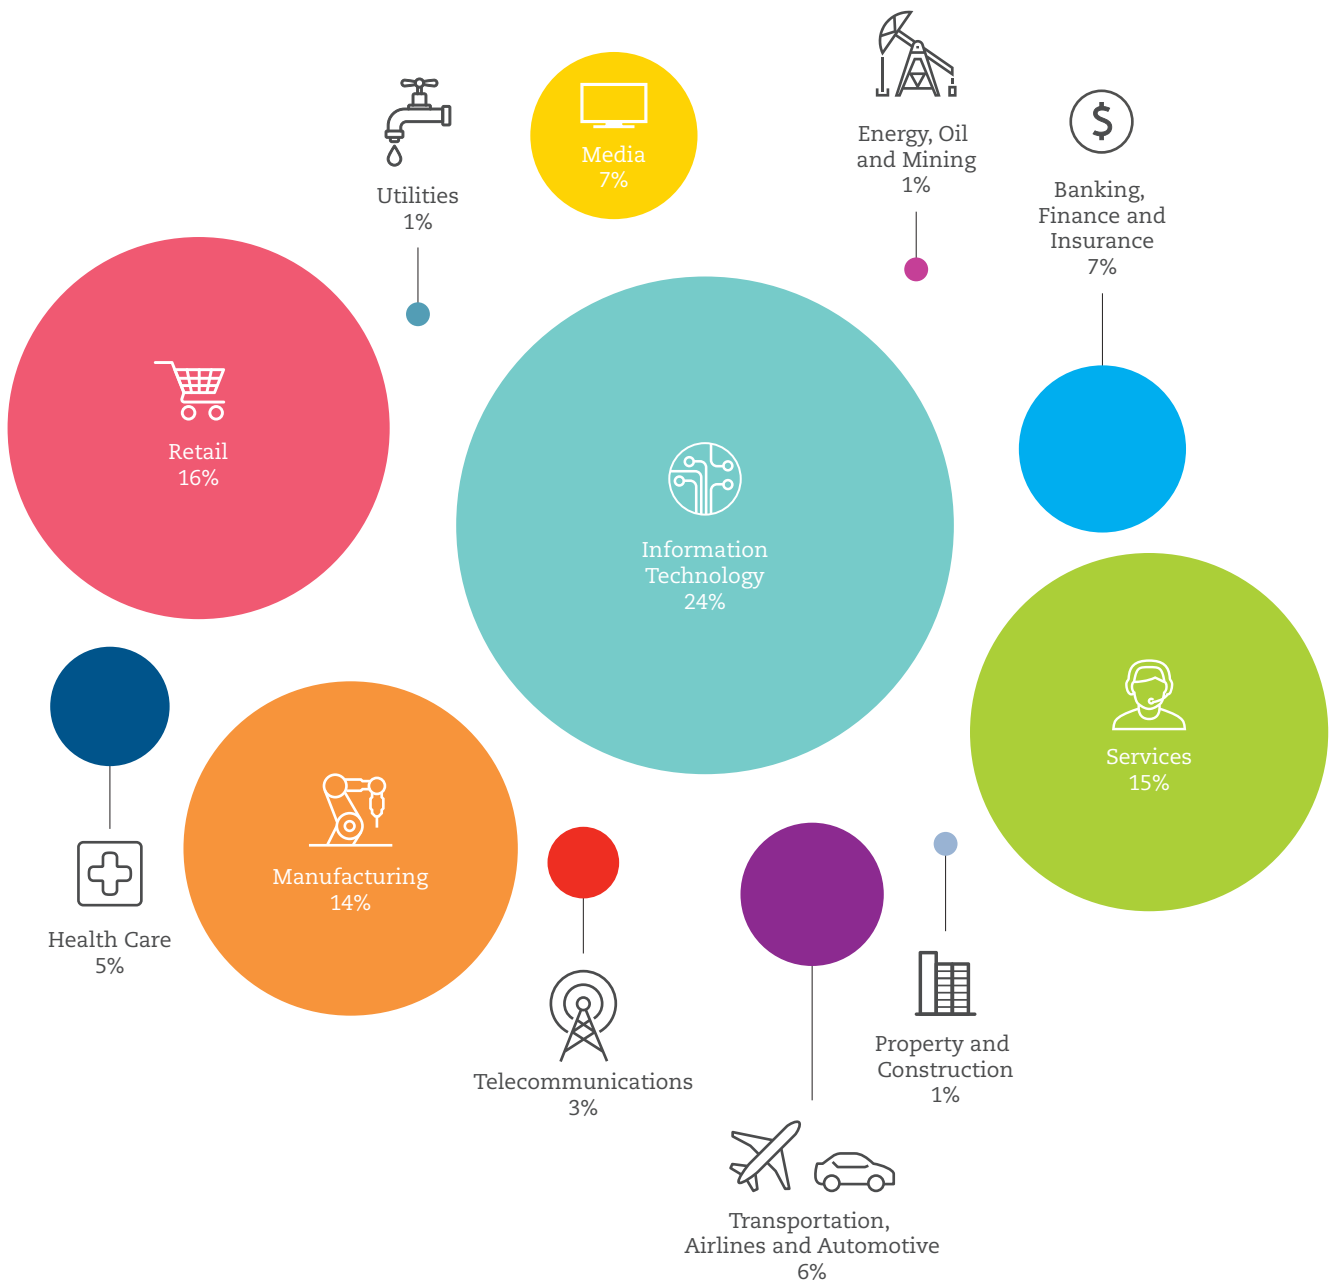 Utilities
1%
Media
7%
Energy, Oil
and Mining
1%
$
Banking,
Finance and
Insurance
7%
Retail
16%
Information
Technology
24%
Services
15%
Health Care
5%
Manufacturing
14%
Telecommunications
3%
Property and
Construction
1%
Transportation,
Airlines and Automotive
6%